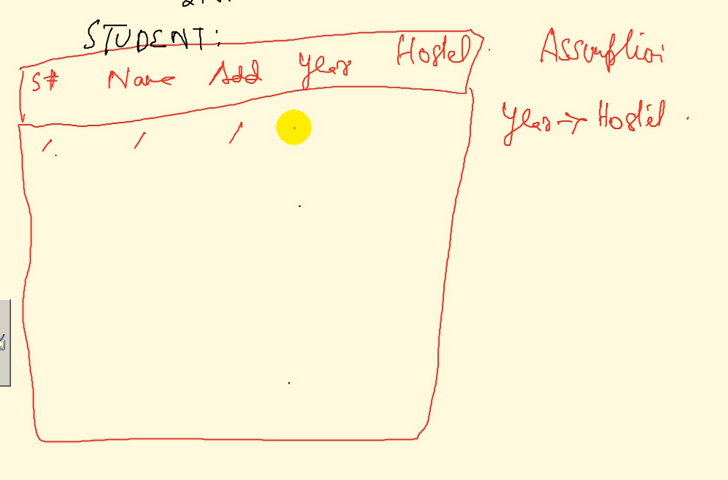 STUDENT:
S# Name Add Year Hostel
Assumption
Year → Hostel.